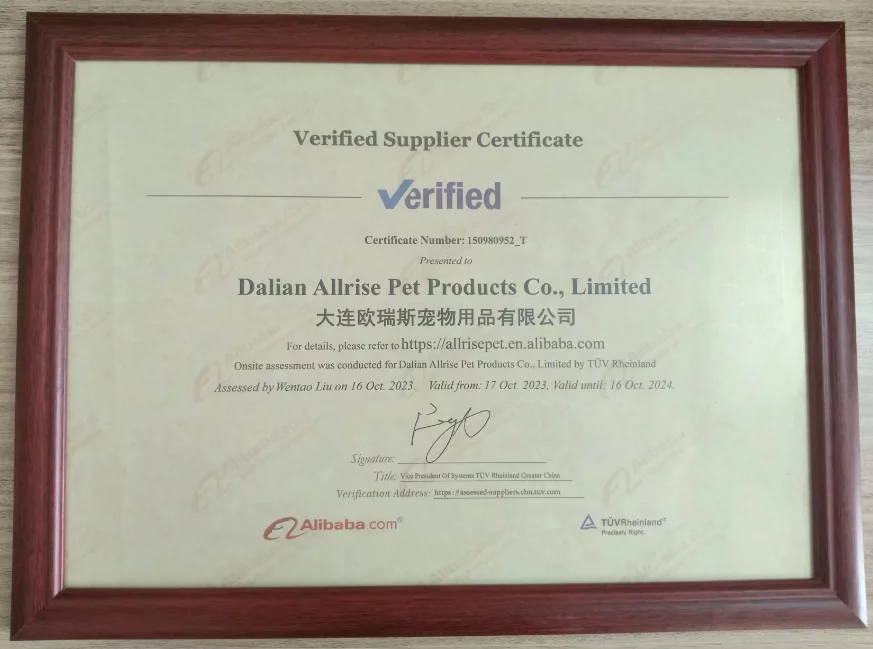 Verified Supplier Certificate
Verified
Certificate Number: 150980952_T
Presented to
Dalian Allrise Pet Products Co., Limited
大连欧瑞斯宠物用品有限公司
For details, please refer to https://allrisepet.en.alibaba.com
Onsite assessment was conducted for Dalian Allrise Pet Products Co., Limited by TÜV Rheinland
Assessed by Wentao Liu on 16 Oct. 2023. Valid from: 17 Oct. 2023, Valid until: 16 Oct. 2024.
Signature:
Title: Vice President Of Systems TÜV Rheinland Greater China
Verification Address: https://assessed-suppliers.chn.tuv.com
Alibaba.com®
TÜVRheinland®
Precisely Right.